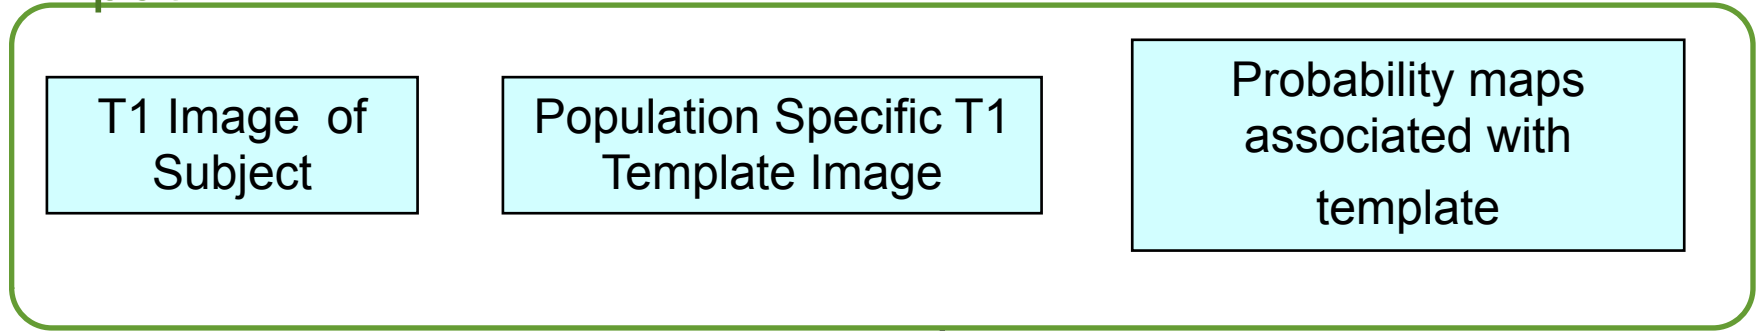 T1 Image  of
Subject
Population Specific T1
Template Image
Probability maps
associated with
template